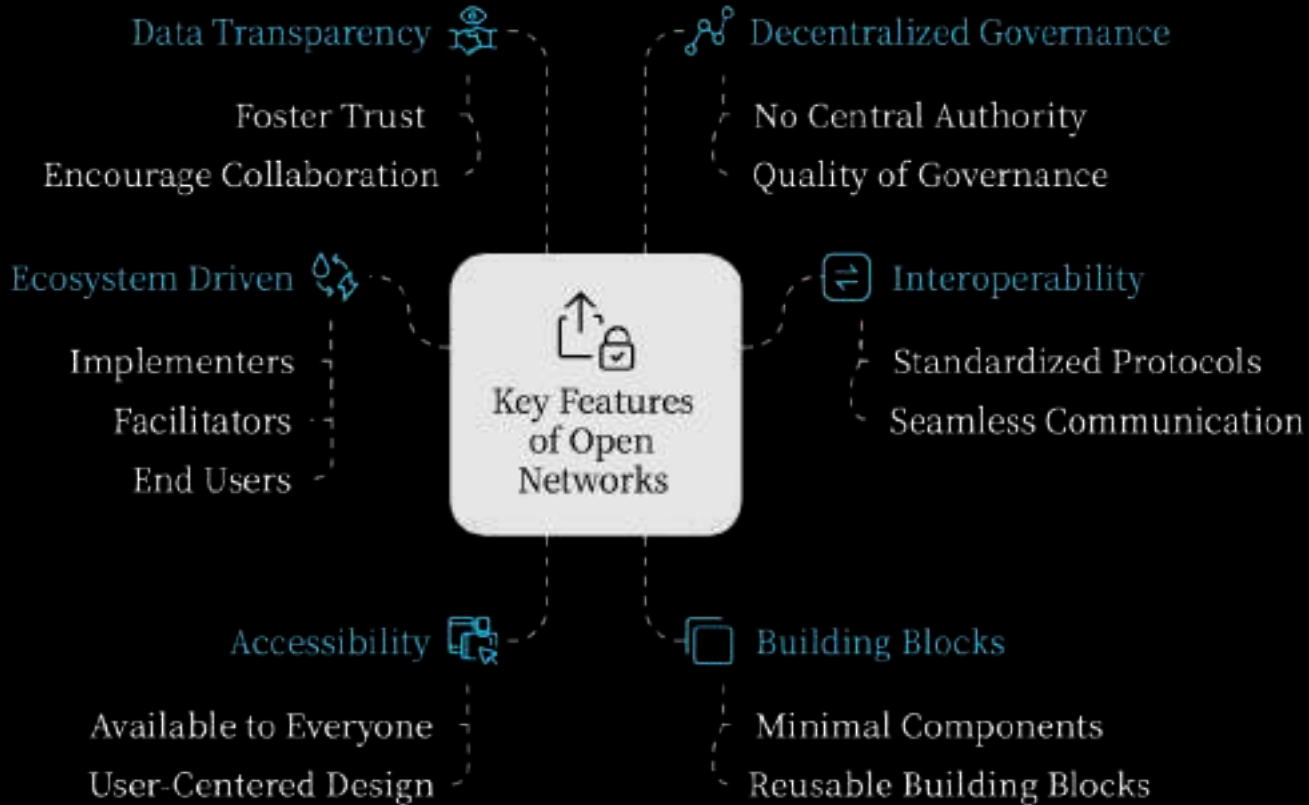 Data Transparency
Foster Trust
Encourage Collaboration
Decentralized Governance
No Central Authority
Quality of Governance
Ecosystem Driven
Implementers
Facilitators
End Users
Key Features
of Open
Networks
Interoperability
Standardized Protocols
Seamless Communication
Accessibility
Available to Everyone
User-Centered Design
Building Blocks
Minimal Components
Reusable Building Blocks